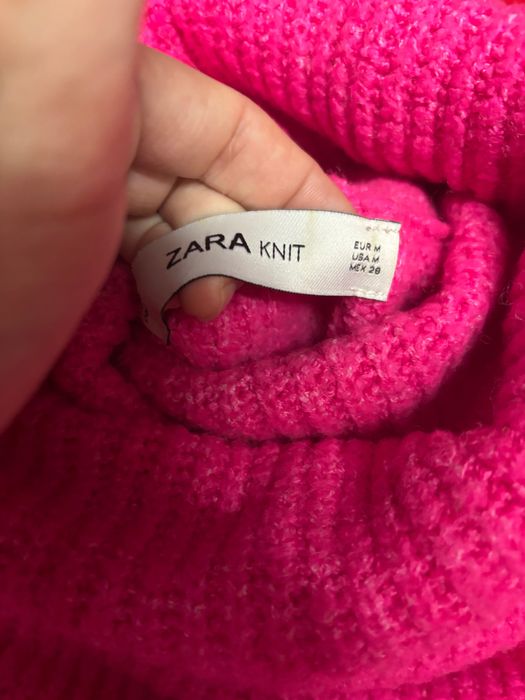 ZARA KNIT
EUR M
USA M
MEX 28